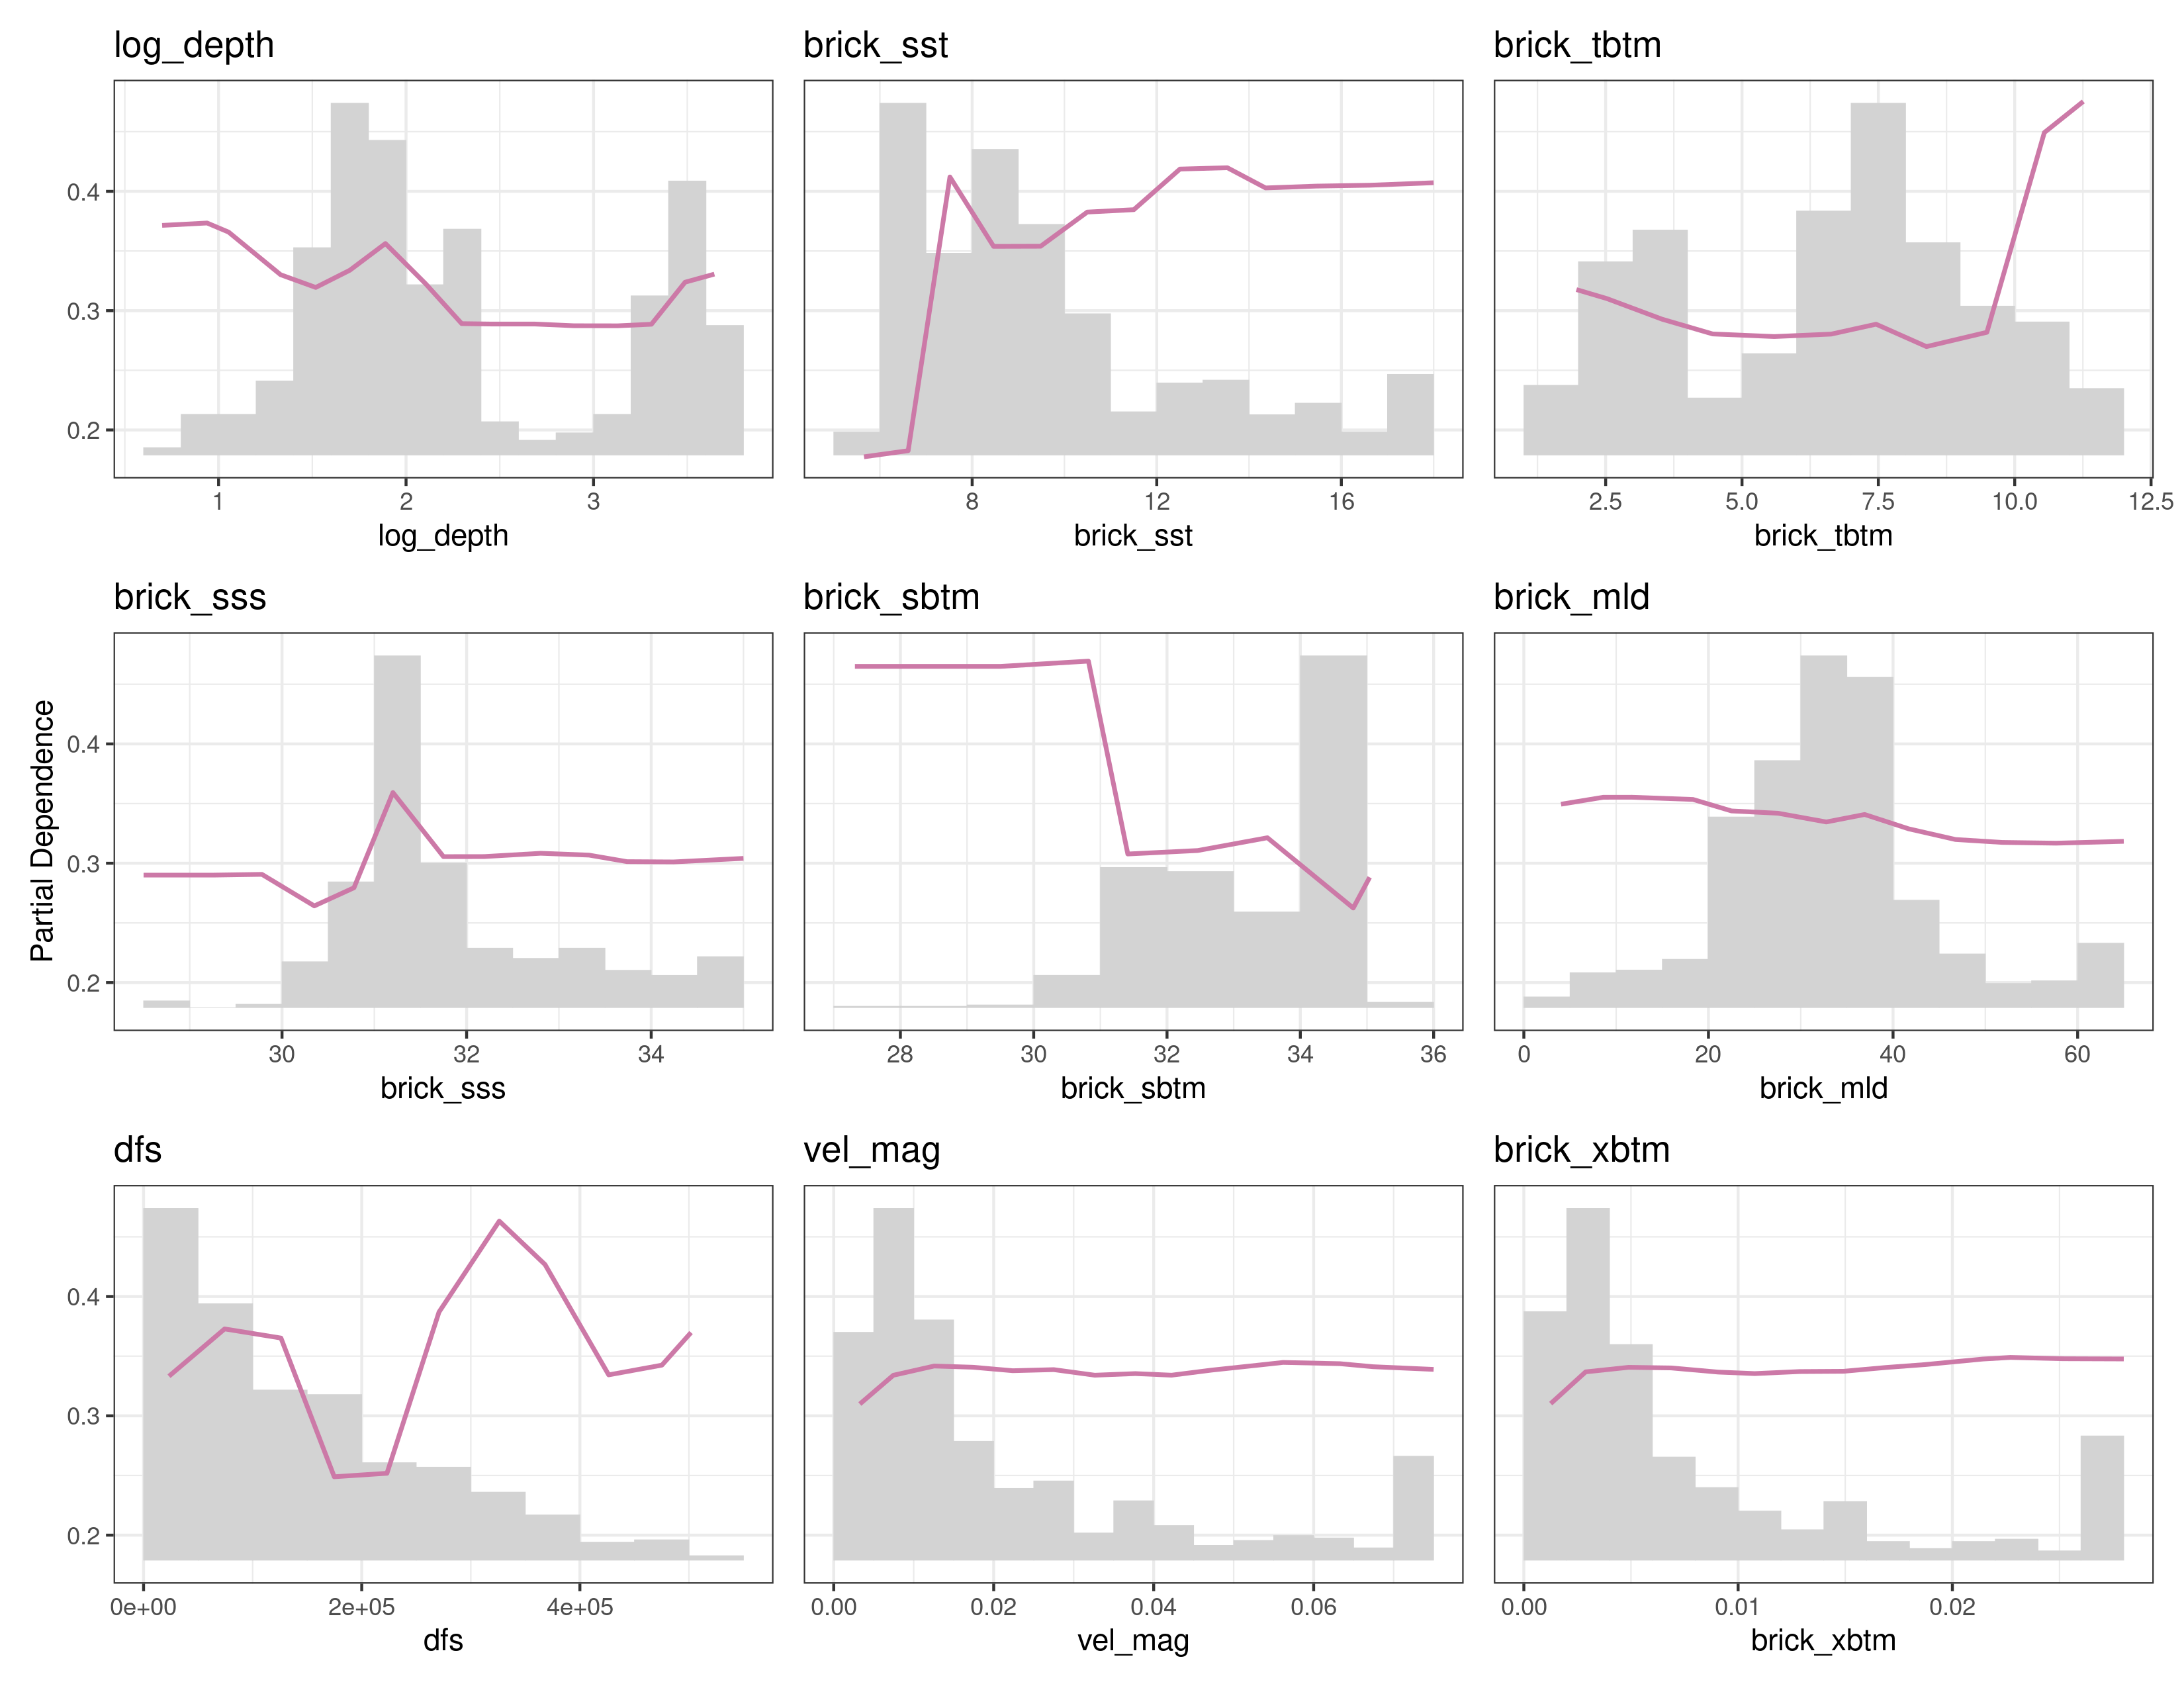 log_depth
brick_sst
brick_tbtm
0.4
0.3
0.2
1 2 3
8 12 16
2.5 5.0 7.5 10.0 12.5
log_depth
brick_sst
brick_tbtm
brick_sss
brick_sbtm
brick_mld
Partial Dependence
0.4
0.3
0.2
30 32 34
28 30 32 34 36
0 20 40 60
brick_sss
brick_sbtm
brick_mld
dfs
vel_mag
brick_xbtm
0.4
0.3
0.2
0e+00 2e+05 4e+05
0.00 0.02 0.04 0.06
0.00 0.01 0.02
dfs
vel_mag
brick_xbtm